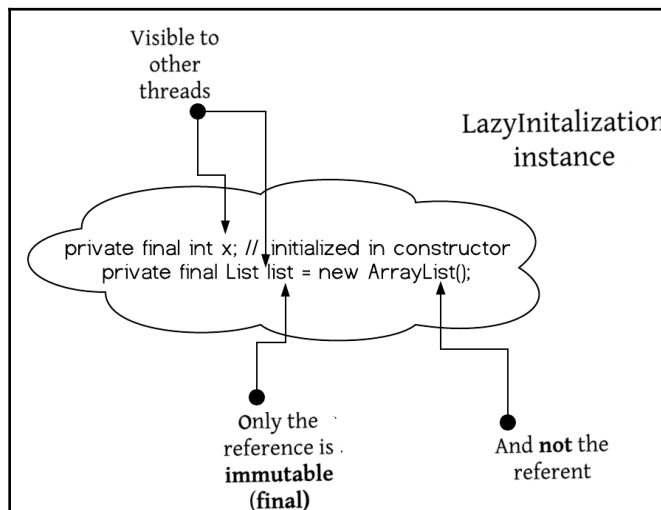 Visible to
other
threads
LazyInitalization
instance
private final int x; // initialized in constructor
private final List list = new ArrayList();
Only the
reference is
immutable
(final)
And not the
referent